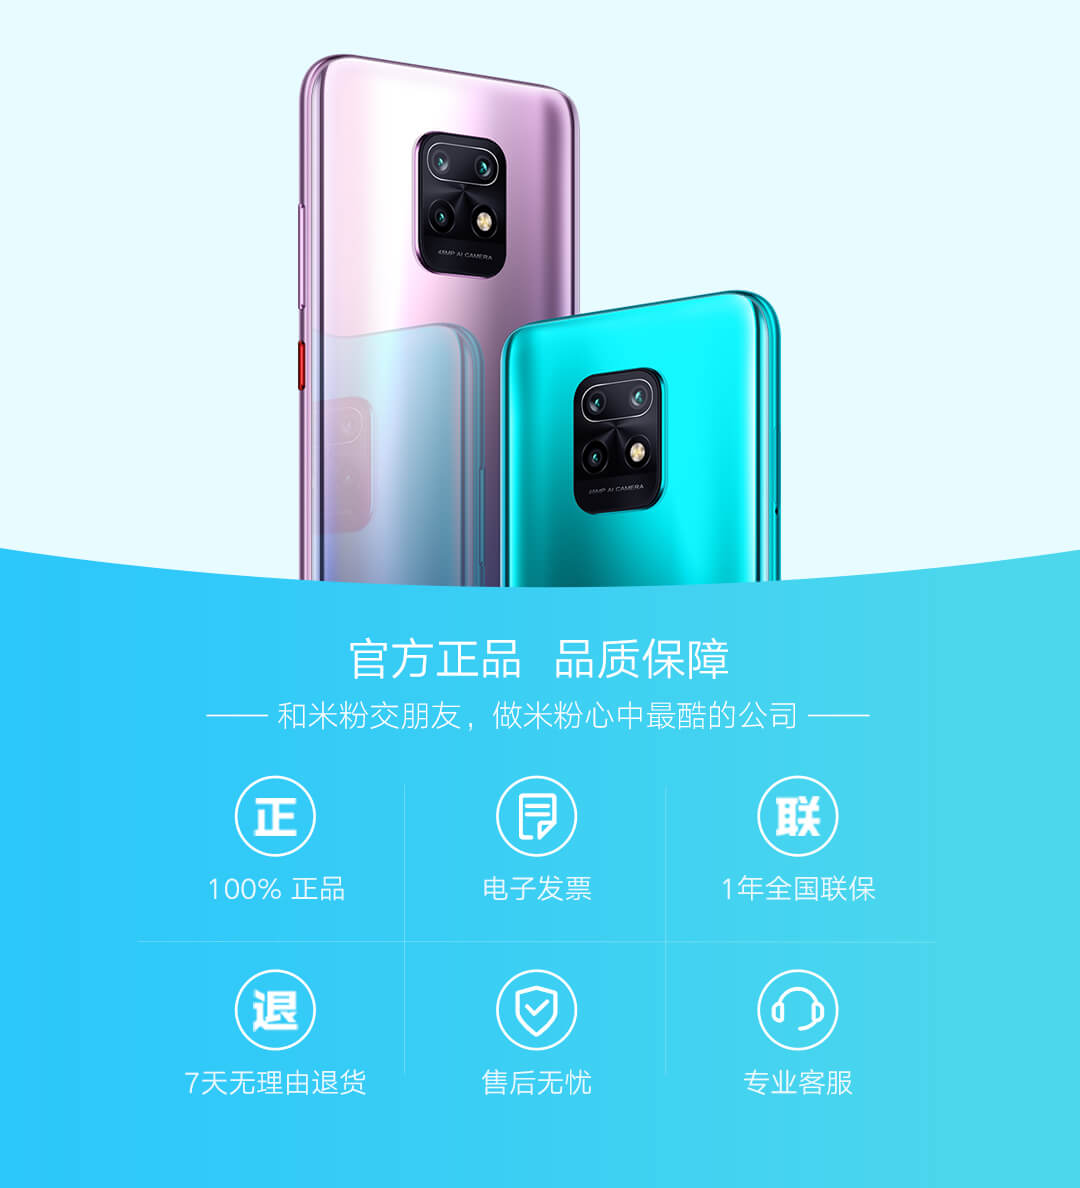 48MP AI CAMERA
48MP AI CAMERA
官方正品 品质保障
和米粉交朋友，做米粉心中最酷的公司
正
联
100% 正品
电子发票
1年全国联保
退
7天无理由退货
售后无忧
专业客服